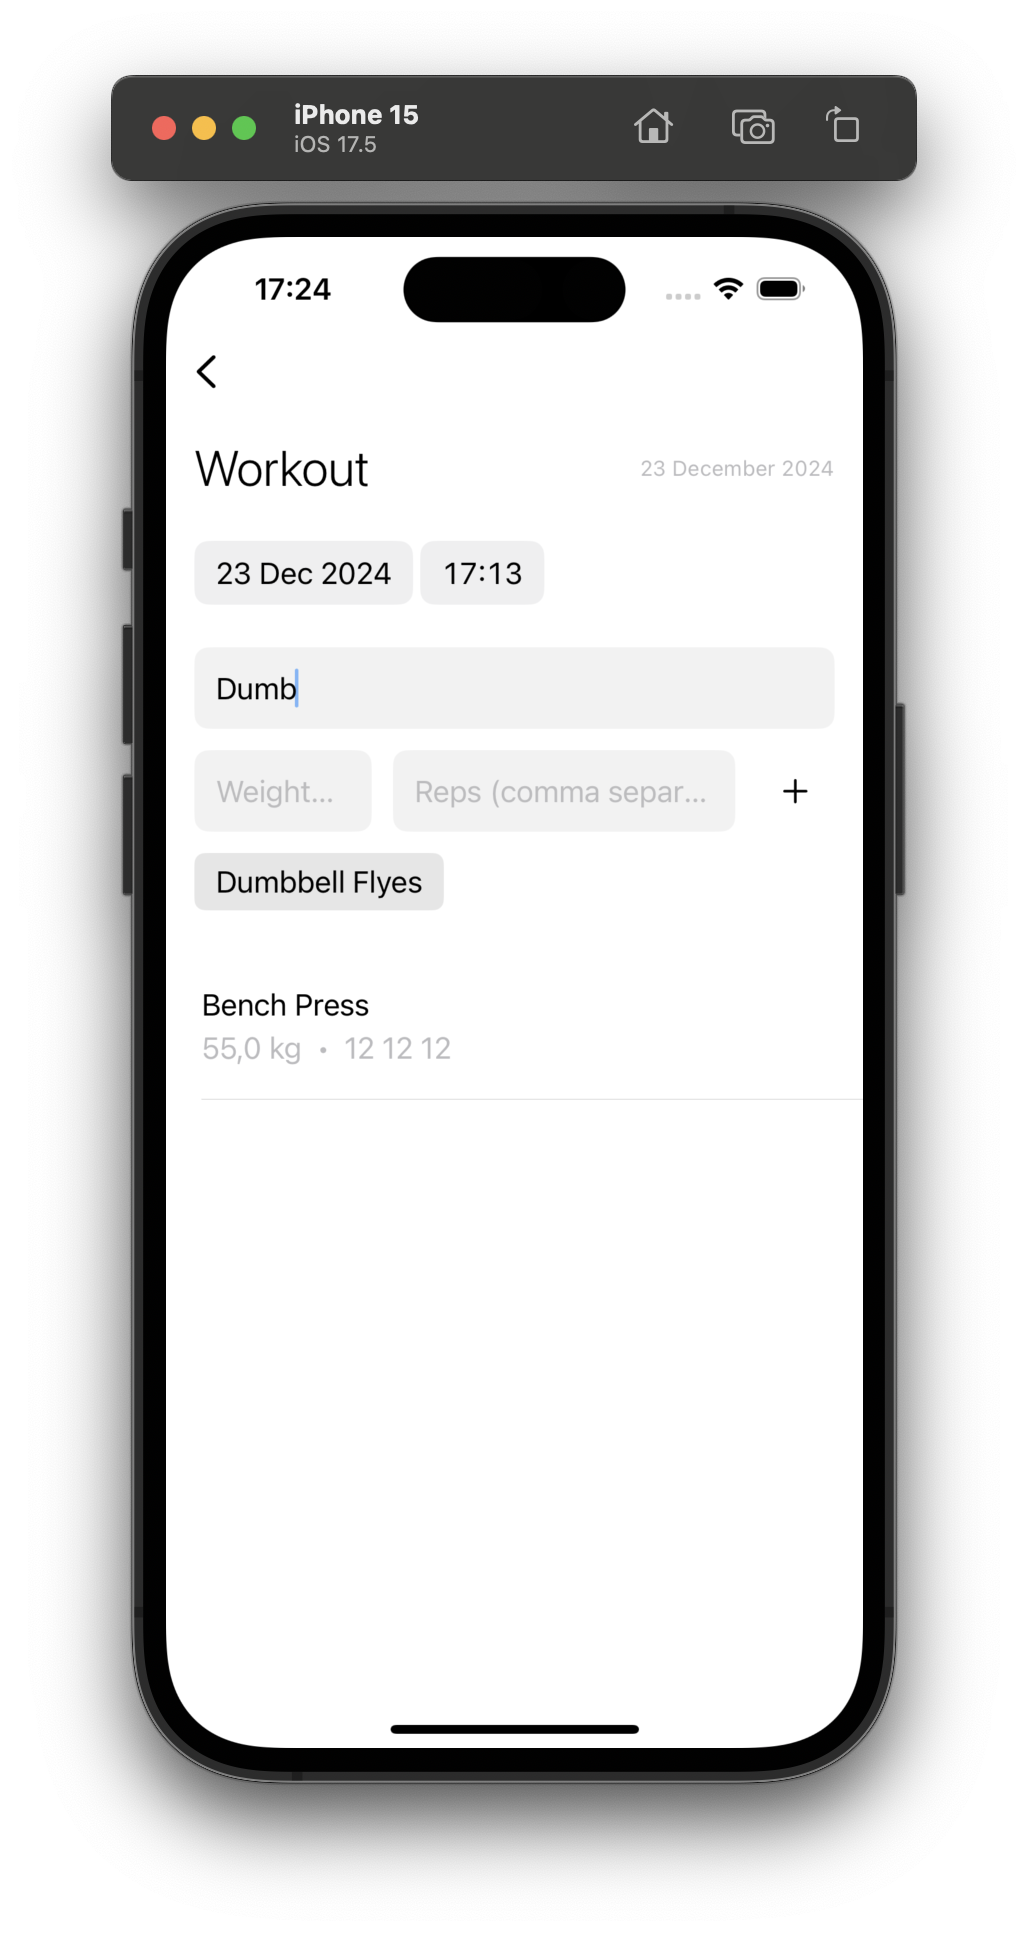 iPhone 15
iOS 17.5
17:24
Workout
23 December 2024
23 Dec 2024
17:13
Dumb
Weight...
Reps (comma separ...
Dumbbell Flyes
Bench Press
55,0 kg • 12 12 12